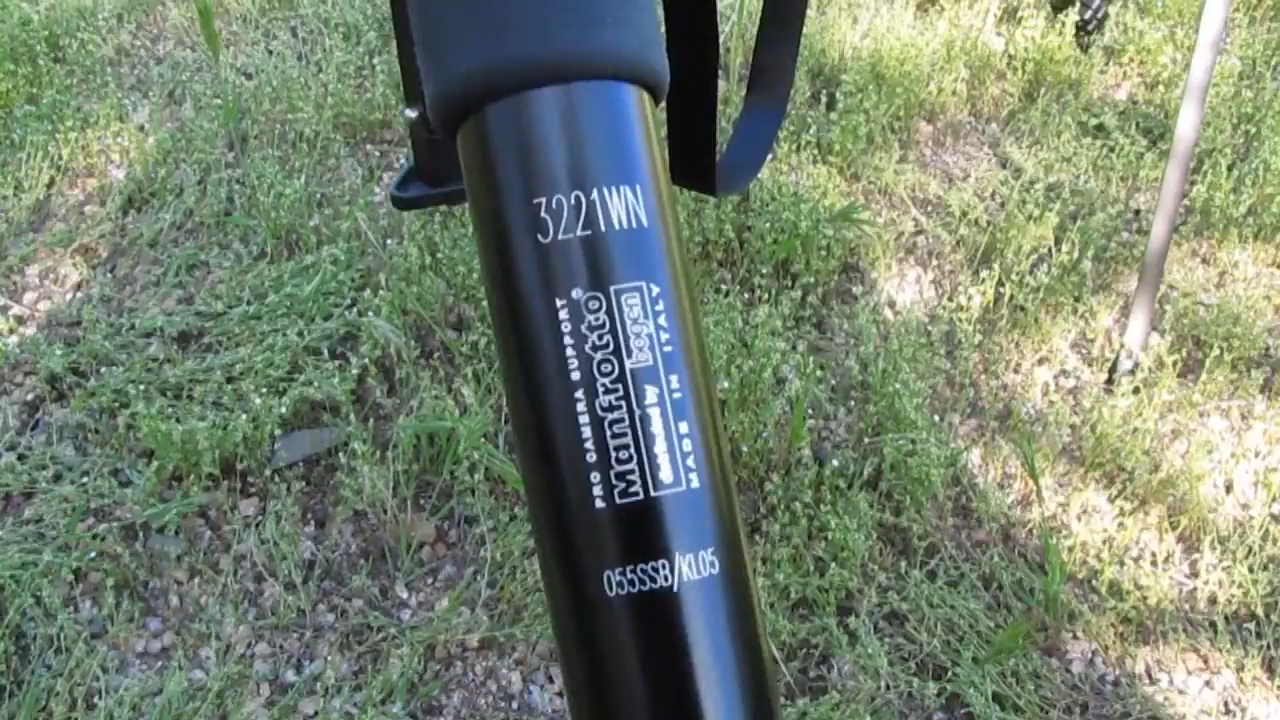 3221WN
PRO CAMERA SUPPORT
Manfrotto®
distributed by bogen
MADE IN ITALY
055SSB/KL05